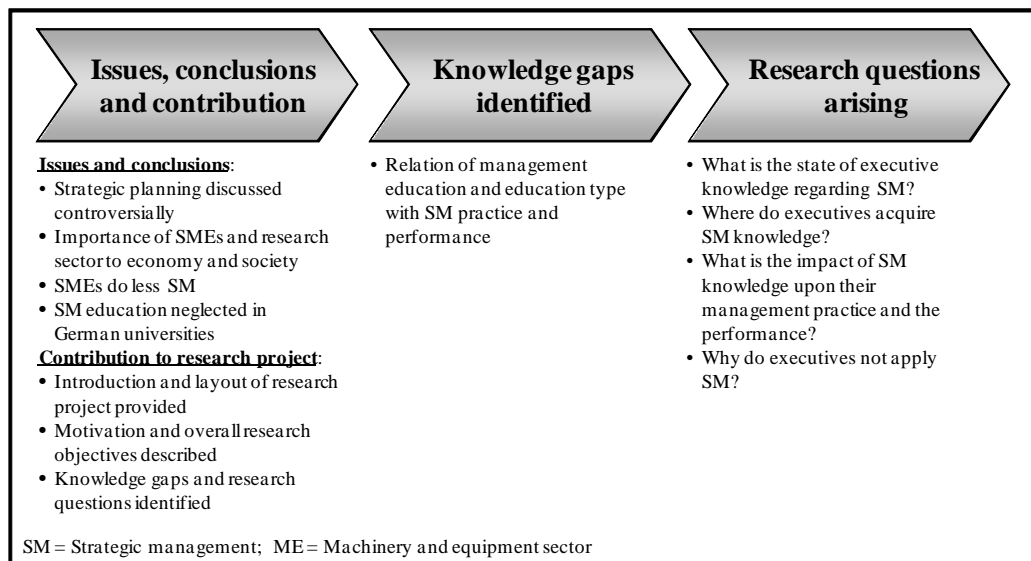 Issues, conclusions
and contribution
Knowledge gaps
identified
Research questions
arising
Issues and conclusions:
• Strategic planning discussed
controversially
• Importance of SMEs and research
sector to economy and society
• SMEs do less SM
• SM education neglected in
German universities
Contribution to research project:
• Introduction and layout of research
project provided
• Motivation and overall research
objectives described
• Knowledge gaps and research
questions identified
• Relation of management
education and education type
with SM practice and
performance
• What is the state of executive
knowledge regarding SM?
• Where do executives acquire
SM knowledge?
• What is the impact of SM
knowledge upon their
management practice and the
performance?
• Why do executives not apply
SM?
SM = Strategic management; ME = Machinery and equipment sector